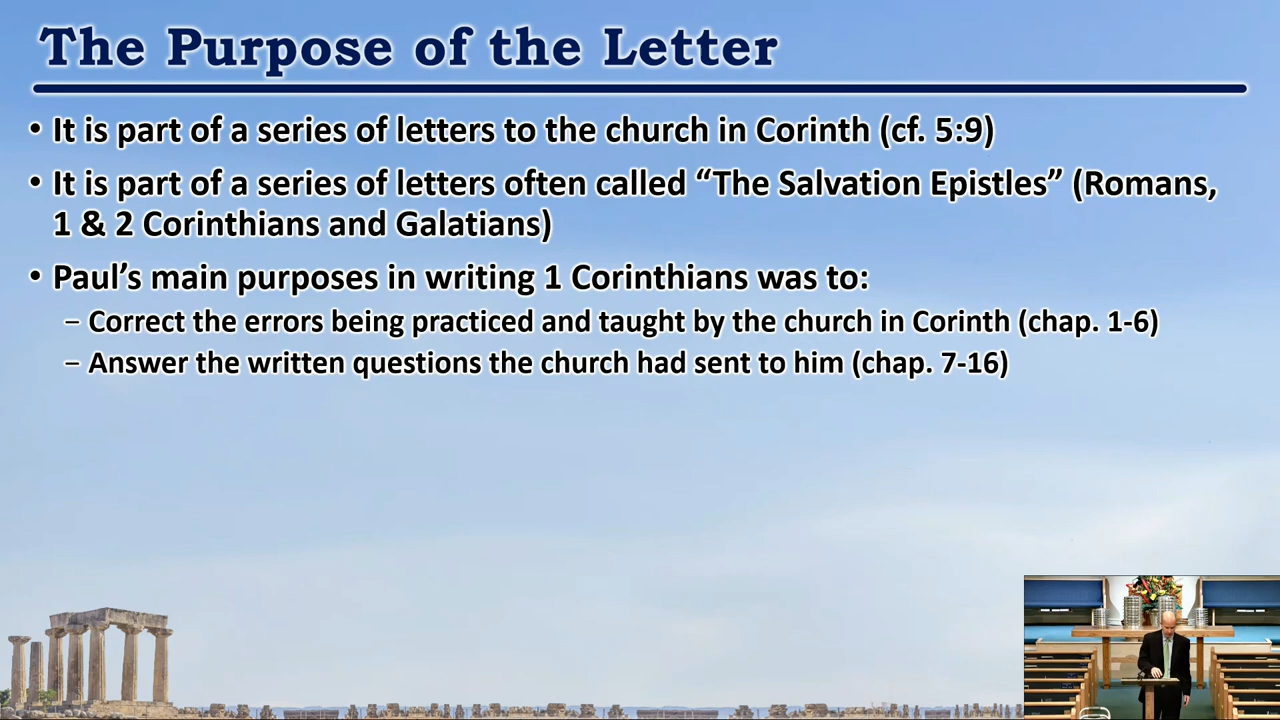 The Purpose of the Letter
• It is part of a series of letters to the church in Corinth (cf. 5:9)
• It is part of a series of letters often called “The Salvation Epistles” (Romans,
1 & 2 Corinthians and Galatians)
• Paul’s main purposes in writing 1 Corinthians was to:
– Correct the errors being practiced and taught by the church in Corinth (chap. 1-6)
– Answer the written questions the church had sent to him (chap. 7-16)